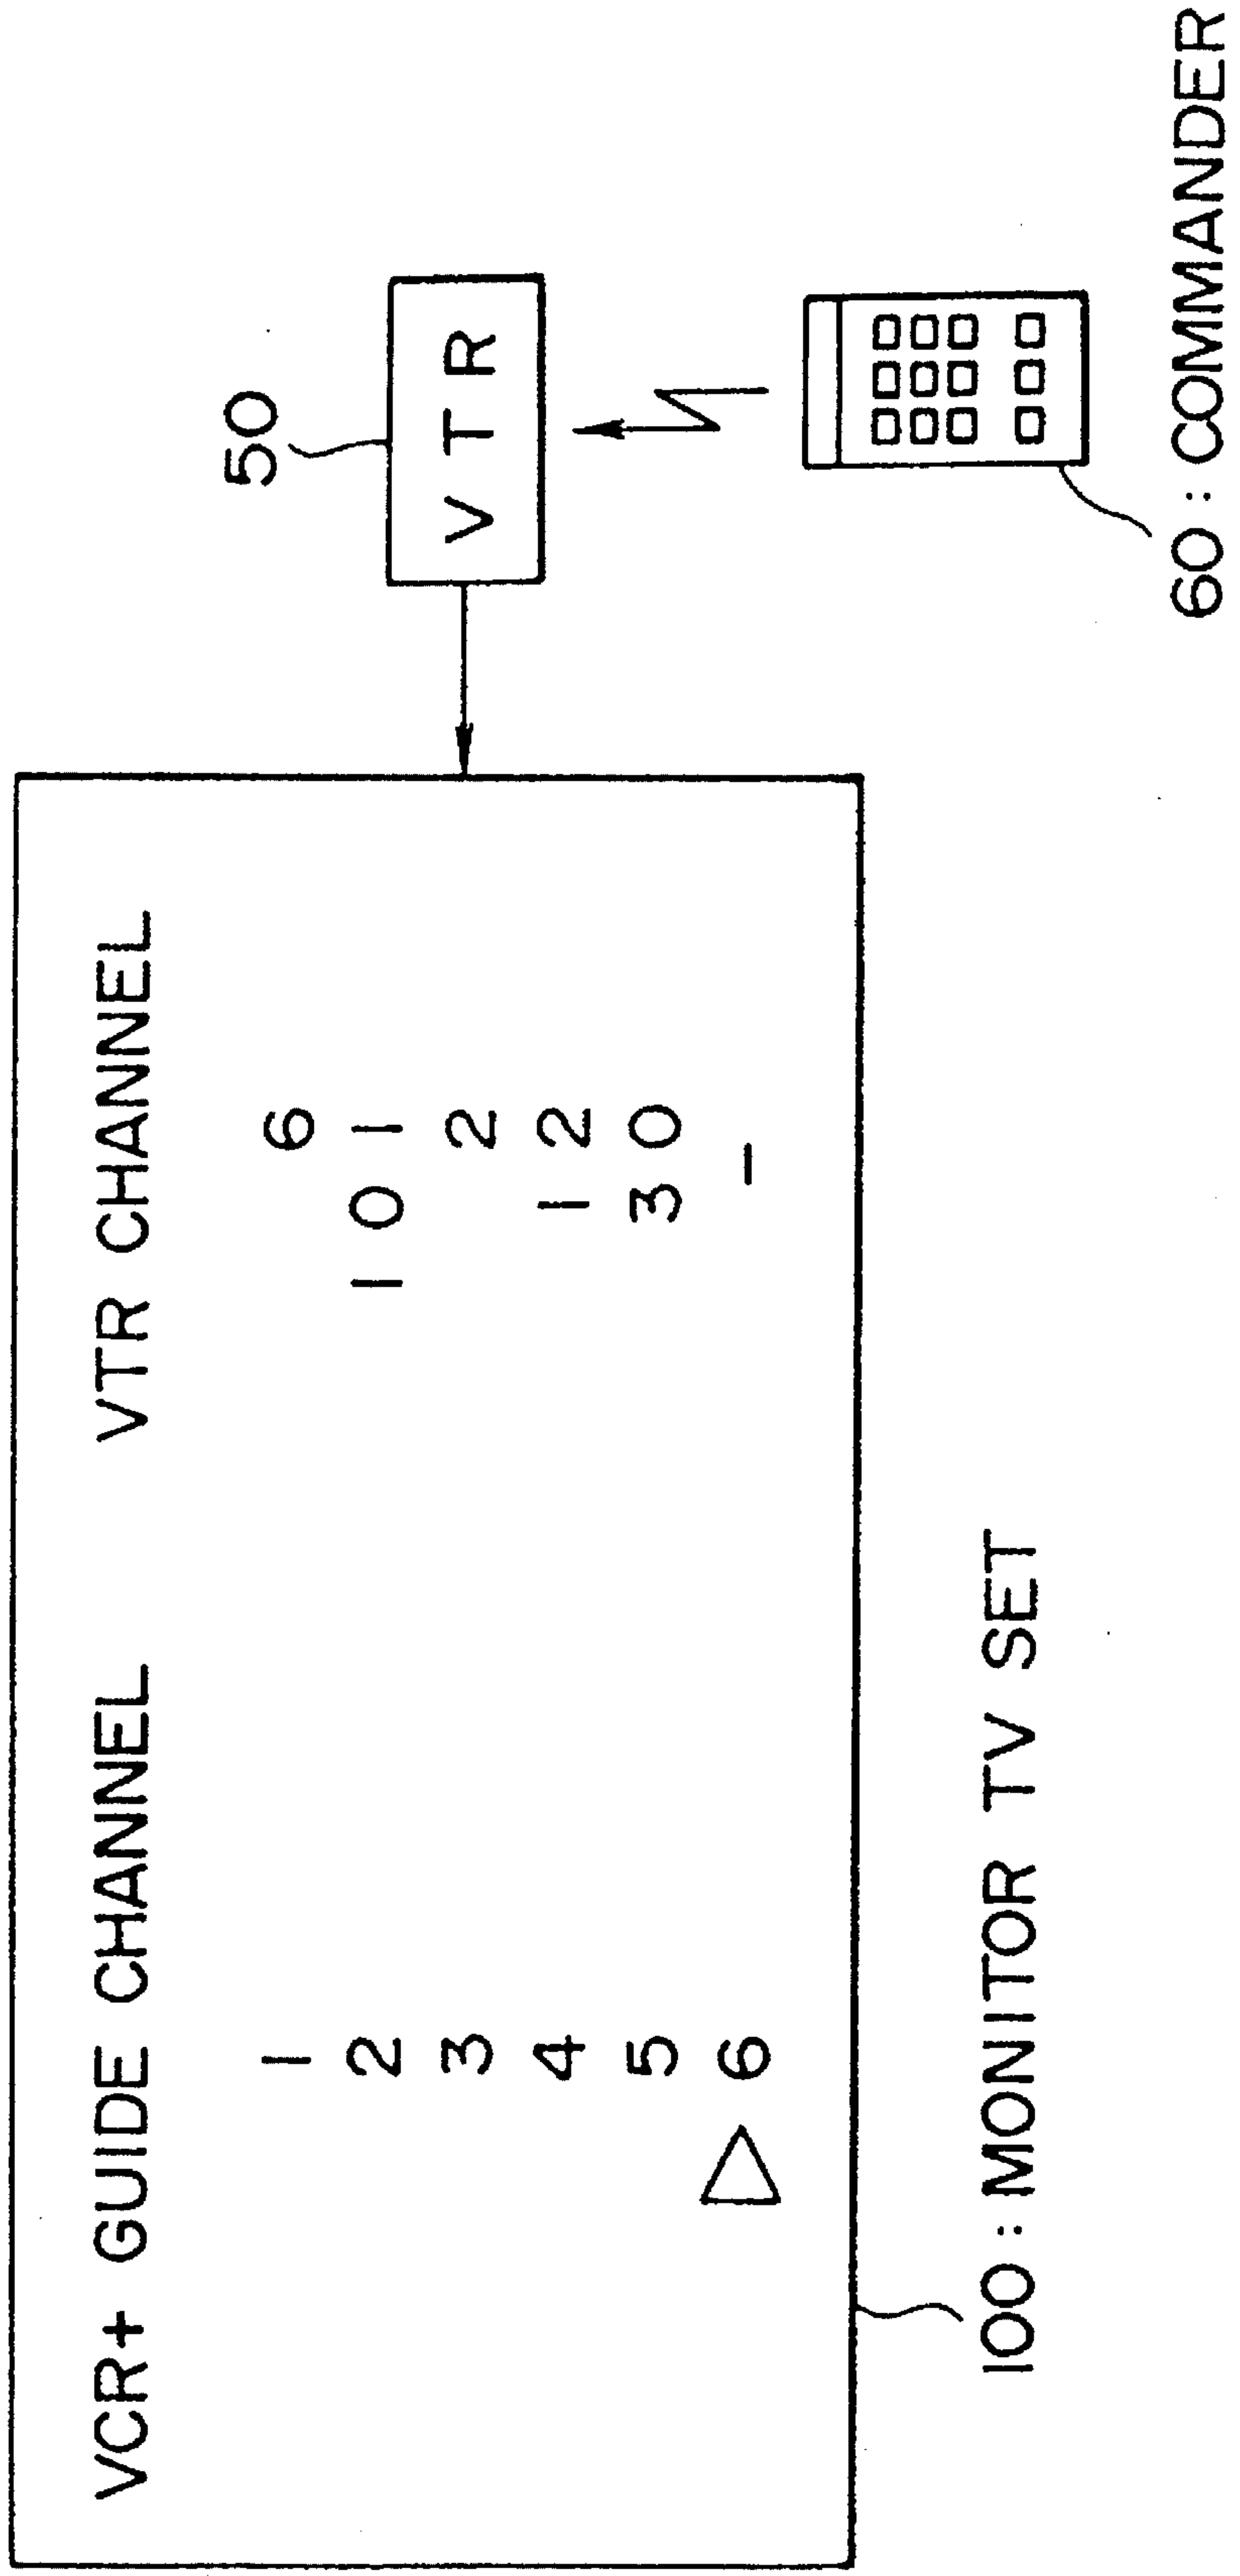 VCR+ GUIDE CHANNEL VTR CHANNEL
1 6
2 101
3 2
4 12
5 30
▷ 6 –
50
VTR
100 : MONITOR TV SET
60 : COMMANDER